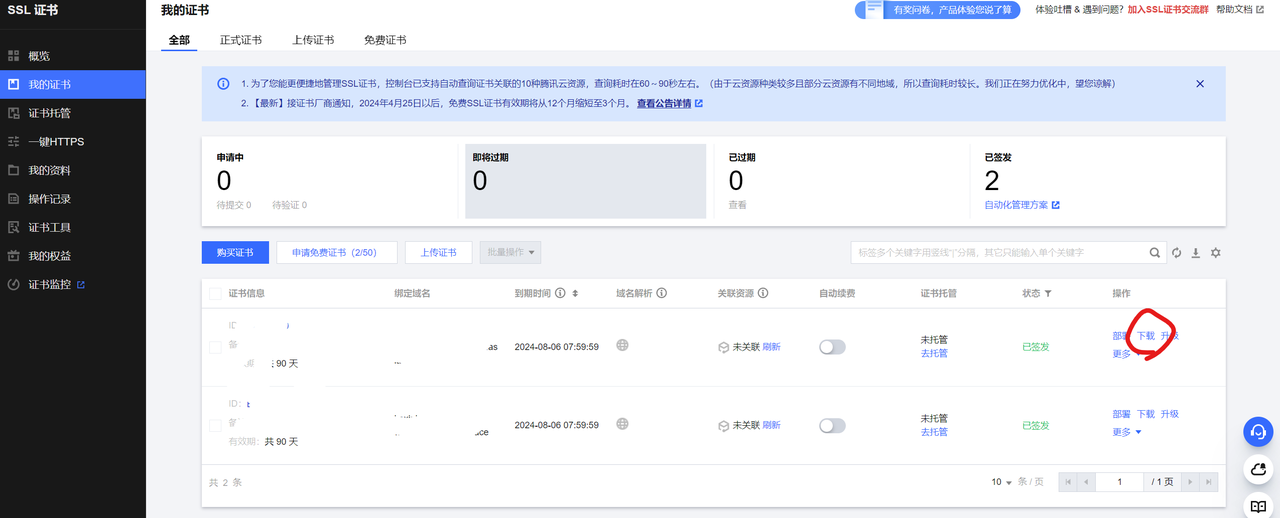 SSL 证书
概览
我的证书
证书托管
一键HTTPS
我的资料
操作记录
证书工具
我的权益
证书监控
我的证书
有奖问卷，产品体验您说了算
体验吐槽 & 遇到问题? 加入SSL证书交流群 帮助文档
全部 正式证书 上传证书 免费证书
1. 为了您能更便捷地管理SSL证书，控制台已支持自动查询证书关联的10种腾讯云资源，查询耗时在60～90秒左右。（由于云资源种类较多且部分云资源有不同地域，所以查询耗时较长。我们正在努力优化中，望您谅解）
2. 【最新】接证书厂商通知，2024年4月25日以后，免费SSL证书有效期将从12个月缩短至3个月。 查看公告详情
申请中 即将过期 已过期 已签发
0 0 0 2
待提交 0 待验证 0 查看 自动化管理方案
购买证书 申请免费证书（2/50） 上传证书 批量操作 标签多个关键字用竖线“|”分隔，其它只能输入单个关键字
证书信息 绑定域名 到期时间 域名解析 关联资源 自动续费 证书托管 状态 操作
ID
as 2024-08-06 07:59:59 未关联 刷新 未托管 去托管 已签发 部署 下载 升级 更多
共 90 天
ID:
ace 2024-08-06 07:59:59 未关联 刷新 未托管 去托管 已签发 部署 下载 升级 更多
有效期: 共 90 天
共 2 条 10 条 / 页 1 / 1 页